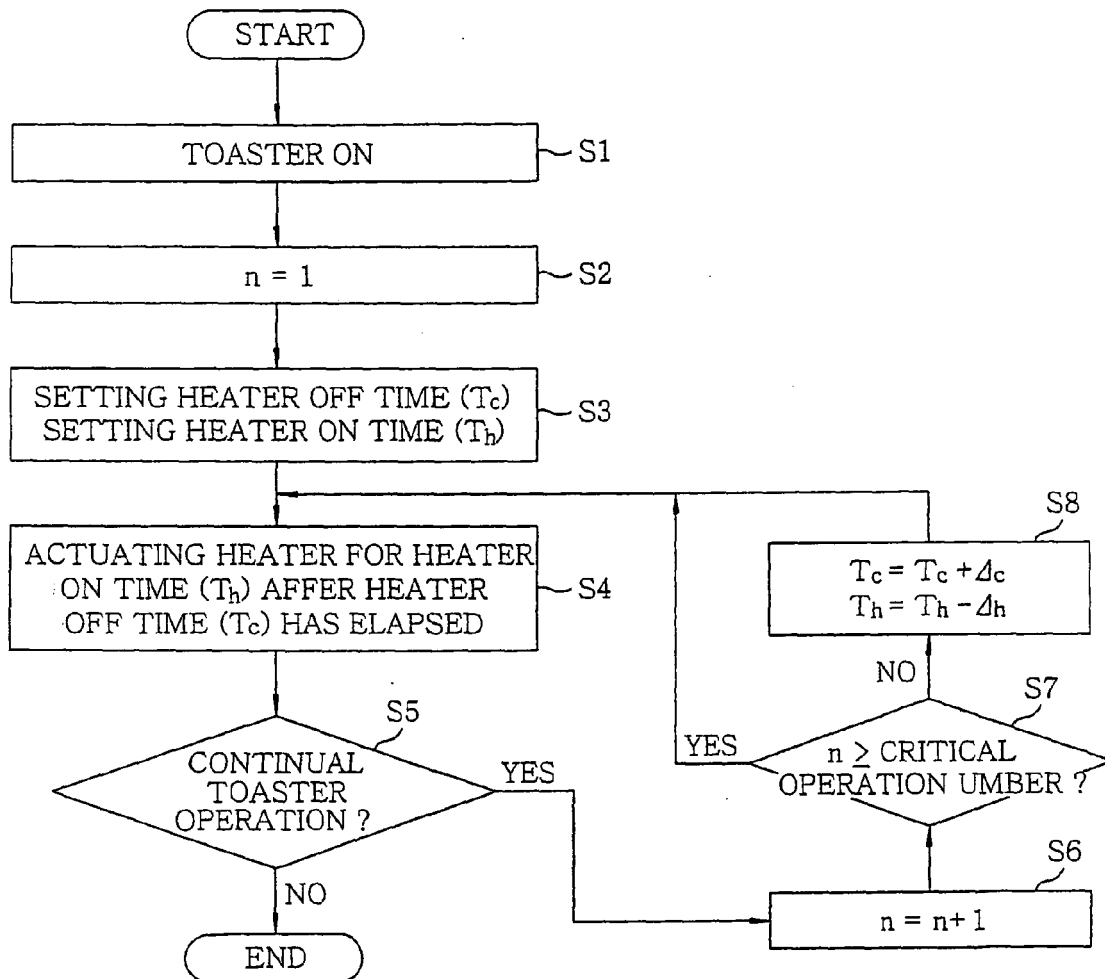 START
TOASTER ON
S1
n = 1
S2
SETTING HEATER OFF TIME (Tc)
SETTING HEATER ON TIME (Th)
S3
ACTUATING HEATER FOR HEATER
ON TIME (Th) AFFER HEATER
OFF TIME (Tc) HAS ELAPSED
S4
S5
CONTINUAL
TOASTER
OPERATION ?
YES
NO
END
S6
n = n+1
S7
n ≥ CRITICAL
OPERATION UMBER ?
YES
NO
S8
Tc = Tc + Δc
Th = Th - Δh